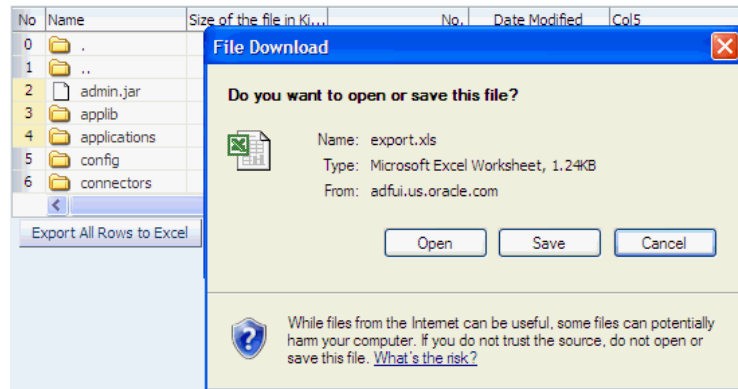 No Name Size of the file in Ki... No. Date Modified Col5
File Download
0 .
1 ..
2 admin.jar
3 applib
4 applications
5 config
6 connectors
Export All Rows to Excel
Do you want to open or save this file?
Name: export.xls
Type: Microsoft Excel Worksheet, 1.24KB
From: adfui.us.oracle.com
Open Save Cancel
While files from the Internet can be useful, some files can potentially
harm your computer. If you do not trust the source, do not open or
save this file. What's the risk?